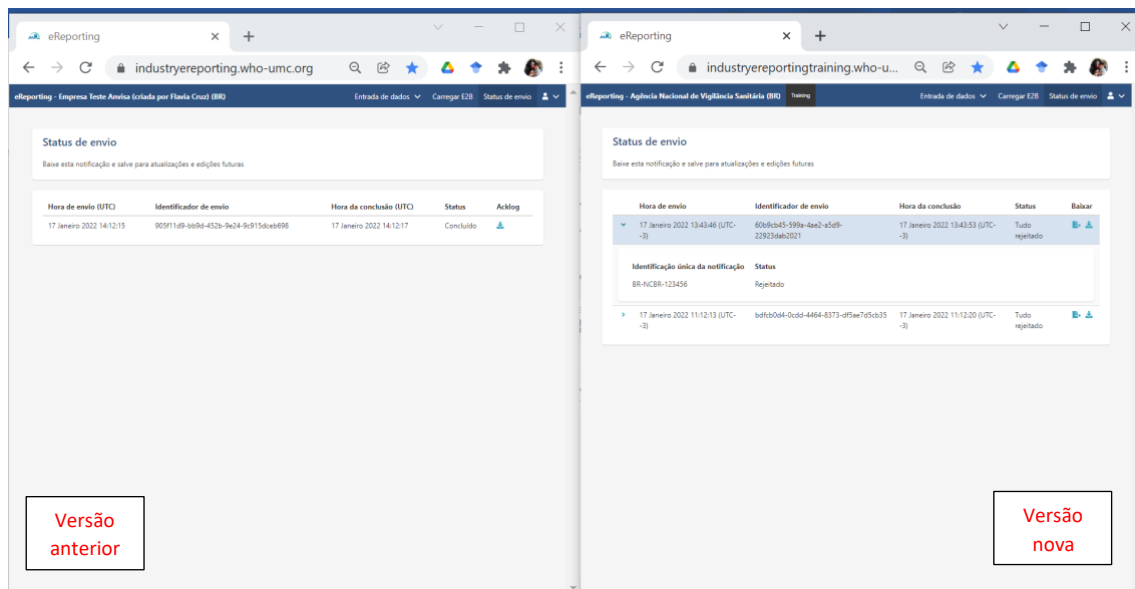 eReporting
industryereporting.who-umc.org
eReporting - Empresa Teste Anvisa (criada por Flavia Cruz) (BR) Entrada de dados Carregar E2B Status de envio
Status de envio
Baixe esta notificação e salve para atualizações e edições futuras
Hora de envio (UTC) Identificador de envio Hora da conclusão (UTC) Status Acklog
17 Janeiro 2022 14:12:15 905f11d9-bb9d-452b-9e24-9c915dceb698 17 Janeiro 2022 14:12:17 Concluído
Versão
anterior
eReporting
industryereportingtraining.who-u...
eReporting - Agência Nacional de Vigilância Sanitária (BR) Training Entrada de dados Carregar E2B Status de envio
Status de envio
Baixe esta notificação e salve para atualizações e edições futuras
Hora de envio Identificador de envio Hora da conclusão Status Baixar
17 Janeiro 2022 13:43:46 (UTC- 60b9cb45-599a-4ae2-a5d9- 17 Janeiro 2022 13:43:53 (UTC- Tudo
-3) 22923dab2021 -3) rejeitado
Identificação única da notificação Status
BR-NCBR-123456 Rejeitado
17 Janeiro 2022 11:12:13 (UTC- bdfcb0d4-0cdd-4464-8373-df5ae7d5cb35 17 Janeiro 2022 11:12:20 (UTC- Tudo
-3) -3) rejeitado
Versão
nova